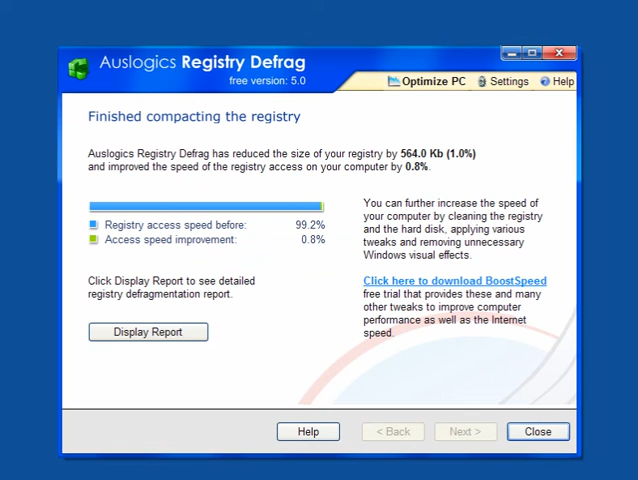 Auslogics Registry Defrag
free version: 5.0
Optimize PC Settings Help
Finished compacting the registry
Auslogics Registry Defrag has reduced the size of your registry by 564.0 Kb (1.0%)
and improved the speed of the registry access on your computer by 0.8%.
Registry access speed before: 99.2%
Access speed improvement: 0.8%
Click Display Report to see detailed
registry defragmentation report.
Display Report
You can further increase the speed of
your computer by cleaning the registry
and the hard disk, applying various
tweaks and removing unnecessary
Windows visual effects.
Click here to download BoostSpeed
free trial that provides these and many
other tweaks to improve computer
performance as well as the Internet
speed.
Help < Back Next > Close